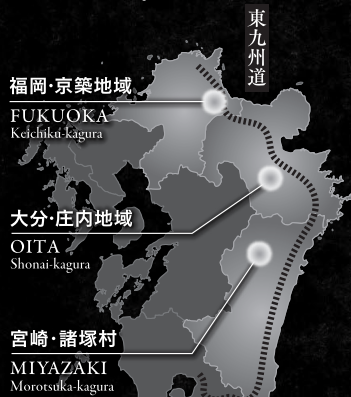 東九州道
福岡・京築地域
FUKUOKA
Keichiku-kagura
大分・庄内地域
OITA
Shonai-kagura
宮崎・諸塚村
MIYAZAKI
Morotsuka-kagura